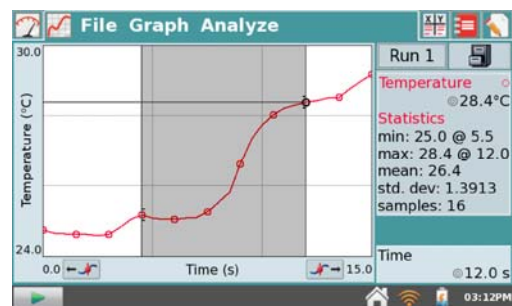 File Graph Analyze
X Y
30.0
Temperature (°C)
24.0
0.0
Time (s)
15.0
Run 1
Temperature
28.4°C
Statistics
min: 25.0 @ 5.5
max: 28.4 @ 12.0
mean: 26.4
std. dev: 1.3913
samples: 16
Time
12.0 s
03:12PM